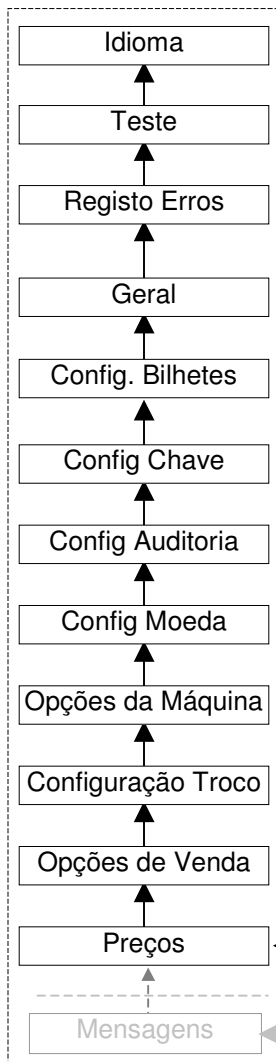 Idioma
Teste
Registo Erros
Geral
Config. Bilhetes
Config Chave
Config Auditoria
Config Moeda
Opções da Máquina
Configuração Troco
Opções de Venda
Preços
Mensagens